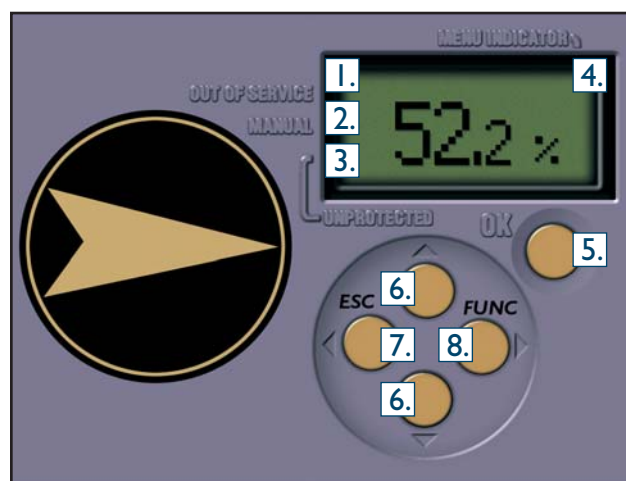 MENU INDICATOR
1. 4.
OUT OF SERVICE
MANUAL 2.
52.2 %
3.
UNPROTECTED
OK
5.
6.
ESC FUNC
7. 8.
6.